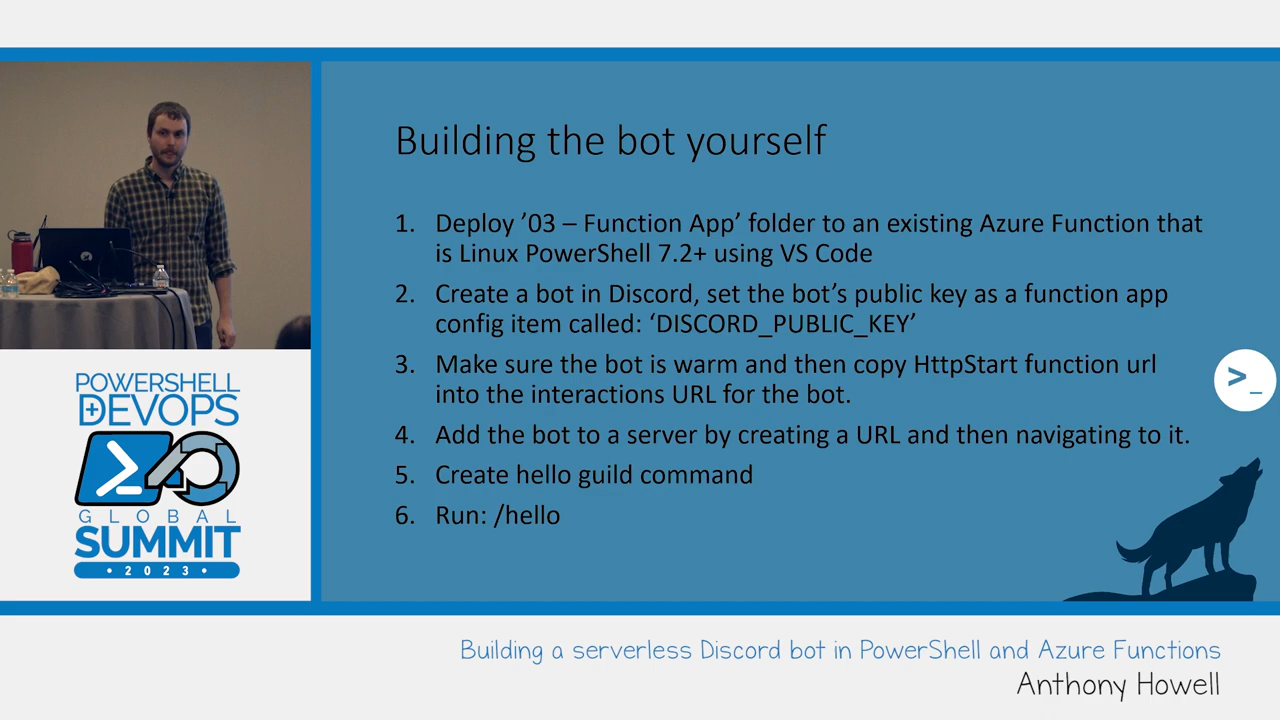 Building the bot yourself
1. Deploy ’03 – Function App’ folder to an existing Azure Function that
is Linux PowerShell 7.2+ using VS Code
2. Create a bot in Discord, set the bot’s public key as a function app
config item called: ‘DISCORD_PUBLIC_KEY’
3. Make sure the bot is warm and then copy HttpStart function url
into the interactions URL for the bot.
4. Add the bot to a server by creating a URL and then navigating to it.
5. Create hello guild command
6. Run: /hello
POWERSHELL
+DEVOPS
GLOBAL
SUMMIT
• 2023 •
>_
Building a serverless Discord bot in PowerShell and Azure Functions
Anthony Howell